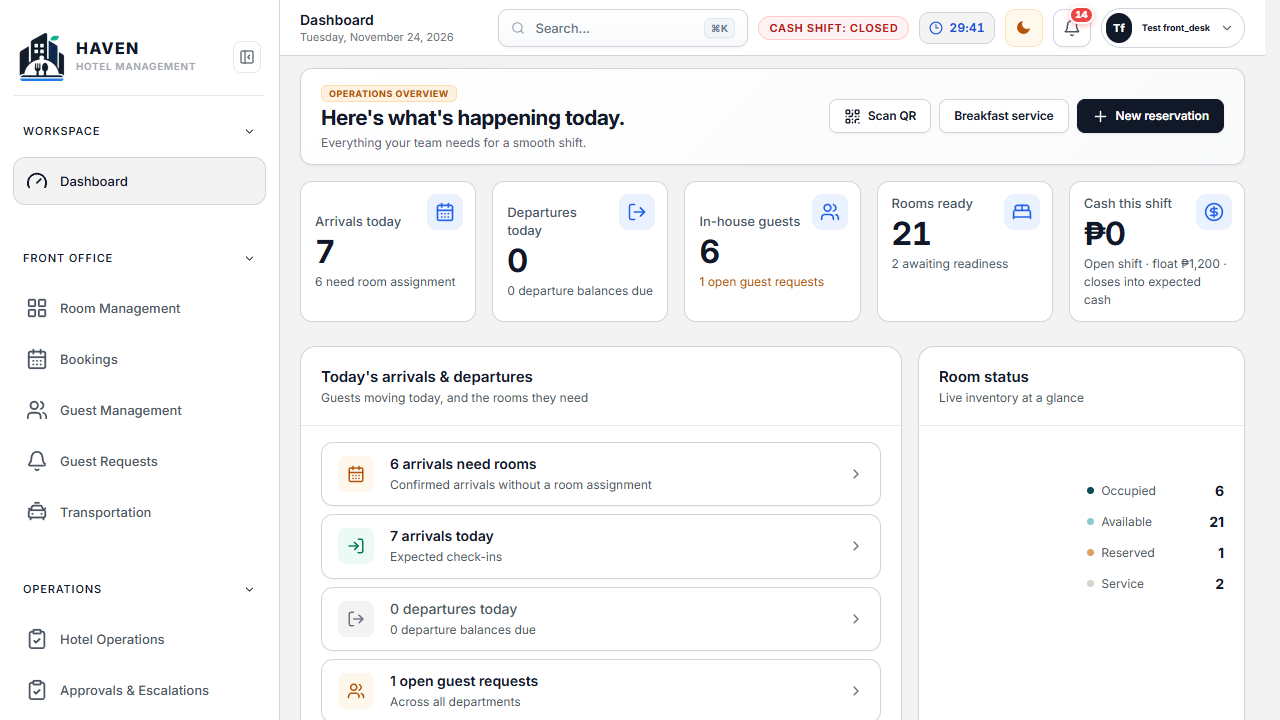 HAVEN
HOTEL MANAGEMENT
WORKSPACE
Dashboard
FRONT OFFICE
Room Management
Bookings
Guest Management
Guest Requests
Transportation
OPERATIONS
Hotel Operations
Approvals & Escalations
Dashboard
Tuesday, November 24, 2026
Search...
⌘K
CASH SHIFT: CLOSED
29:41
14
Tf
Test front_desk
OPERATIONS OVERVIEW
Here's what's happening today.
Everything your team needs for a smooth shift.
Scan QR
Breakfast service
New reservation
Arrivals today
7
6 need room assignment
Departures
today
0
0 departure balances due
In-house guests
6
1 open guest requests
Rooms ready
21
2 awaiting readiness
Cash this shift
₱0
Open shift · float ₱1,200 ·
closes into expected
cash
Today's arrivals & departures
Guests moving today, and the rooms they need
6 arrivals need rooms
Confirmed arrivals without a room assignment
7 arrivals today
Expected check-ins
0 departures today
0 departure balances due
1 open guest requests
Across all departments
Room status
Live inventory at a glance
Occupied 6
Available 21
Reserved 1
Service 2